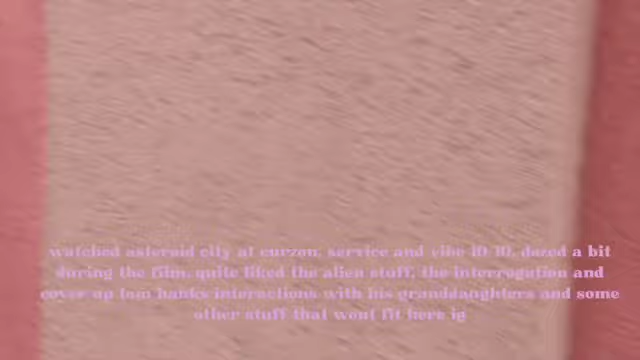 watched asteroid city at curzon, service and vibe 10/10, dozed a bit
during the film, quite liked the alien stuff, the interrogation and
cover up tom hanks interactions with his granddaughters and some
other stuff that wont fit here ig